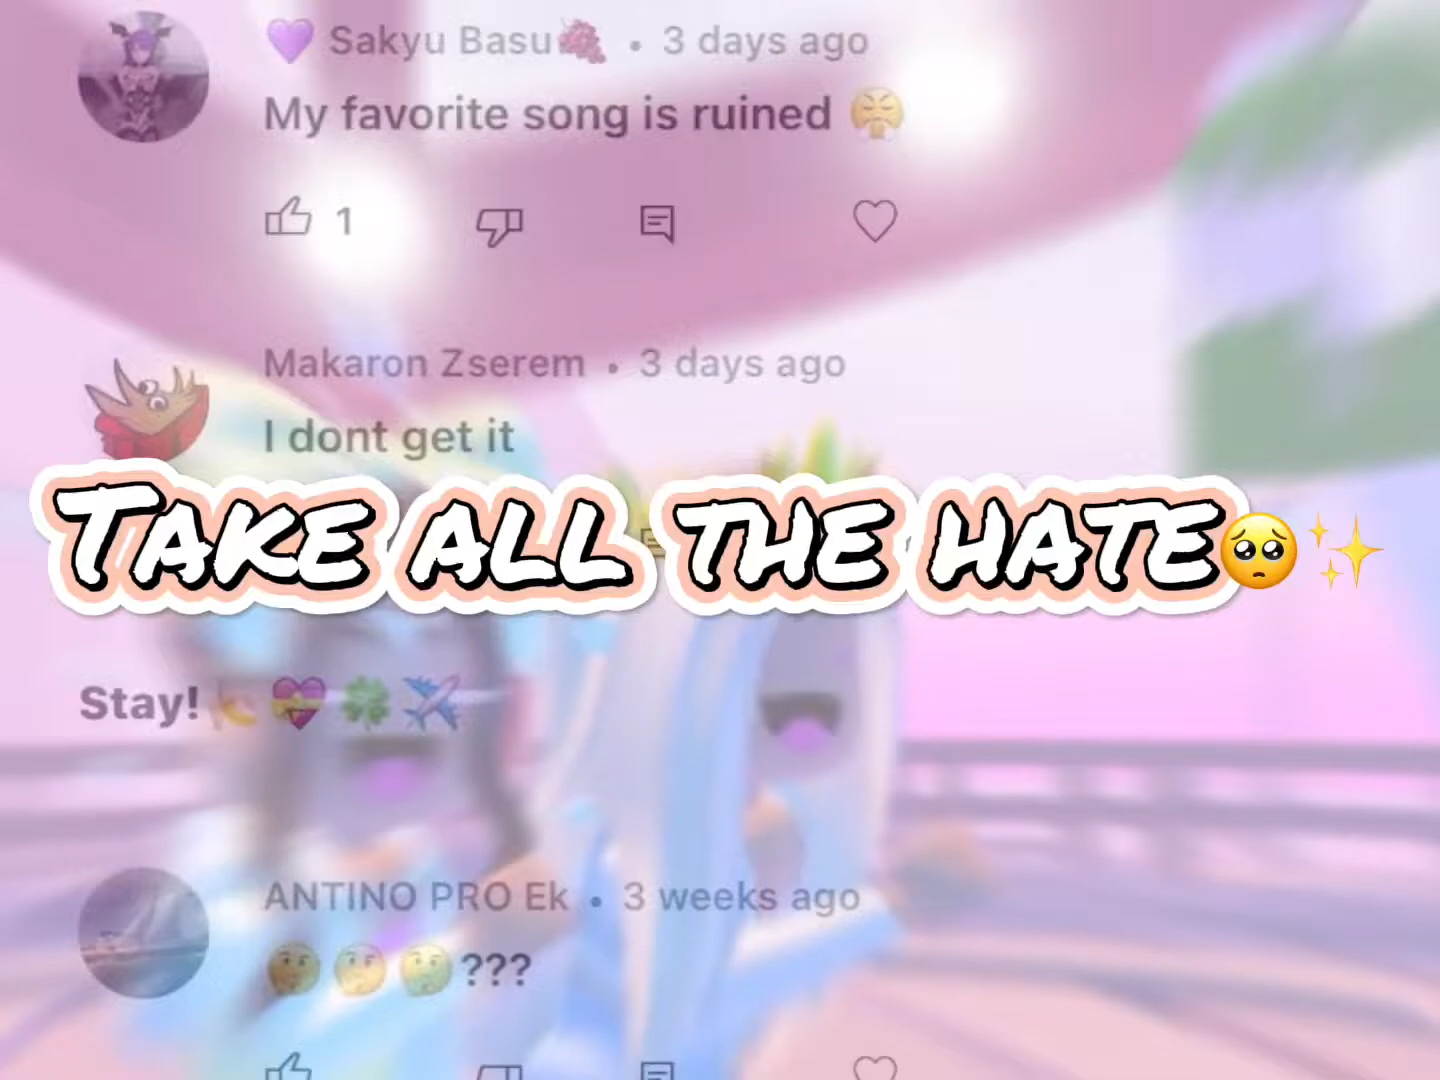 💜 Sakyu Basu🍇 • 3 days ago
My favorite song is ruined 😤
1
Makaron Zserem • 3 days ago
I dont get it
TAKE ALL THE HATE🥺✨
Stay!💫 💝 🍀 ✈️
ANTINO PRO Ek • 3 weeks ago
🤔 🤔 🤔???